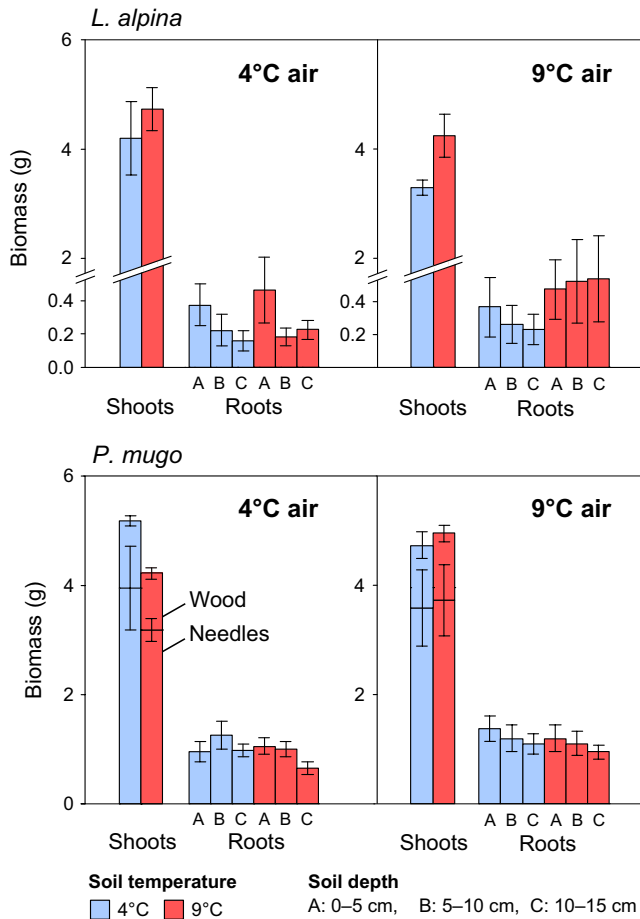 L. alpina
6
4°C air
9°C air
4
4
Biomass (g)
2
2
0.4
0.4
0.2
0.2
0.0
A B C A B C
A B C A B C
Shoots Roots
Shoots Roots
P. mugo
6
4°C air
9°C air
4
4
Wood
Needles
Biomass (g)
2
2
0
A B C A B C
A B C A B C
Shoots Roots
Shoots Roots
Soil temperature
Soil depth
4°C 9°C
A: 0–5 cm, B: 5–10 cm, C: 10–15 cm